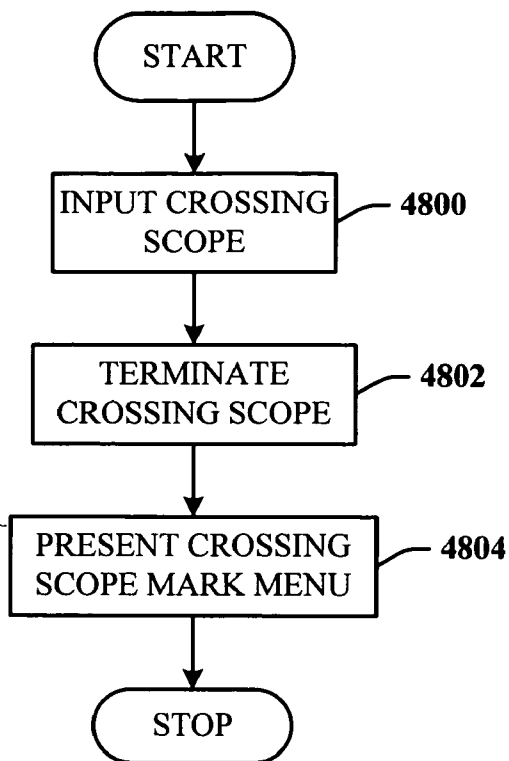 START
INPUT CROSSING
SCOPE
4800
TERMINATE
CROSSING SCOPE
4802
PRESENT CROSSING
SCOPE MARK MENU
4804
STOP